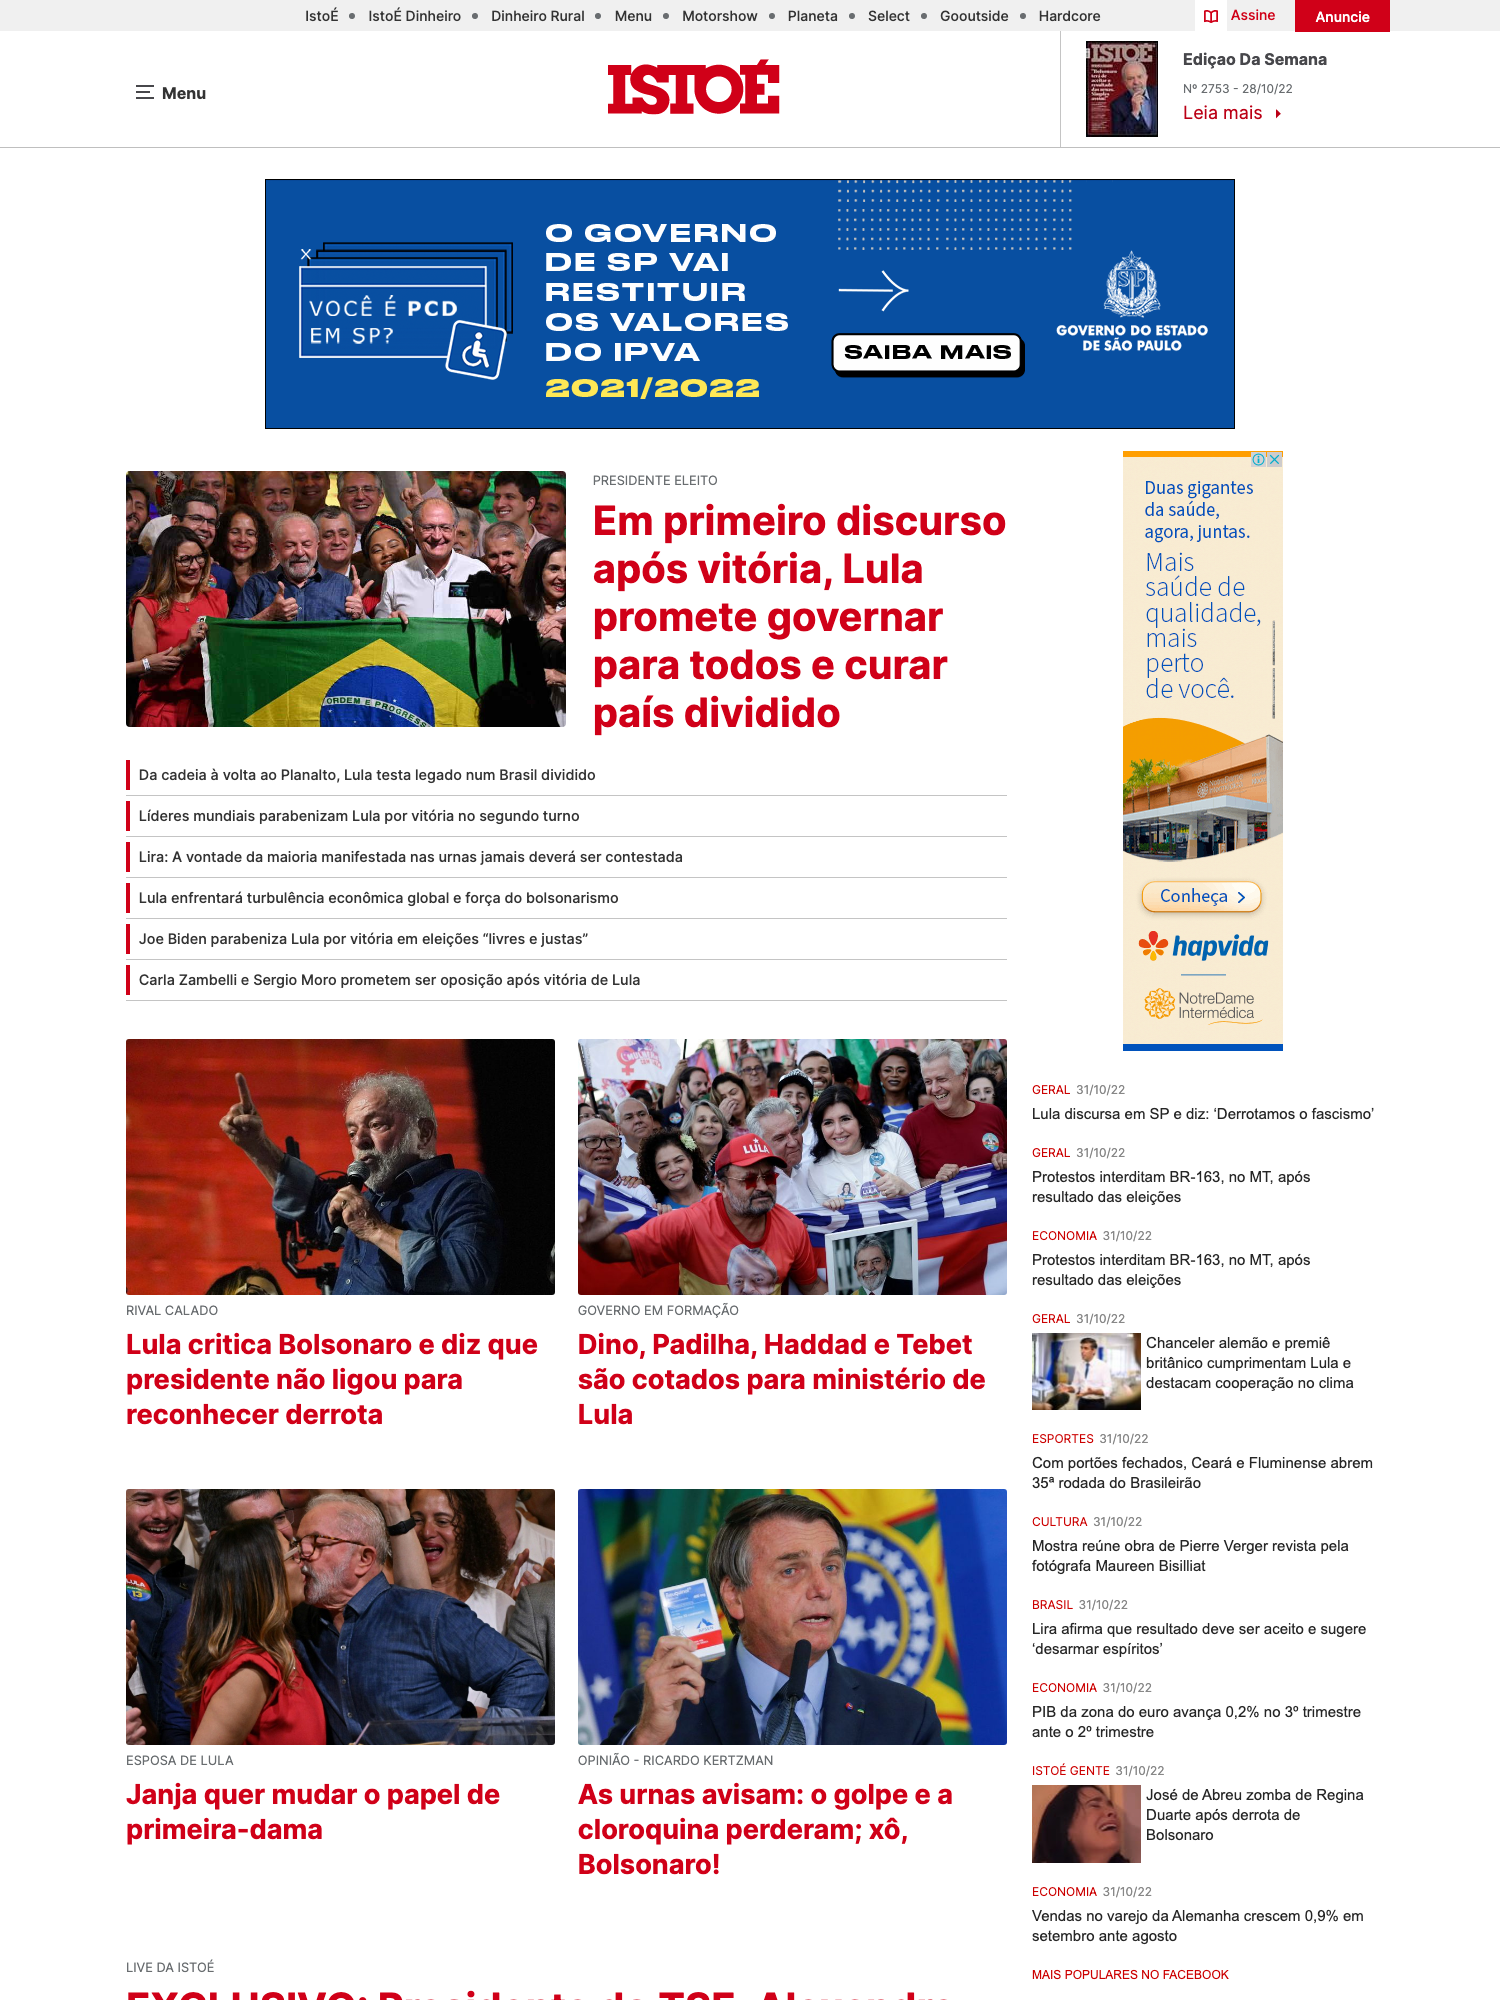 IstoÉ • IstoÉ Dinheiro • Dinheiro Rural • Menu • Motorshow • Planeta • Select • Gooutside • Hardcore
Assine
Anuncie
Menu
ISTOÉ
ISTOÉ
Ediçao Da Semana
Nº 2753 - 28/10/22
Leia mais
X
VOCÊ É PCD
EM SP?
O GOVERNO
DE SP VAI
RESTITUIR
OS VALORES
DO IPVA
2021/2022
SAIBA MAIS
SP
GOVERNO DO ESTADO
DE SÃO PAULO
ORDEM E PROGRESS
PRESIDENTE ELEITO
Em primeiro discurso
após vitória, Lula
promete governar
para todos e curar
país dividido
Da cadeia à volta ao Planalto, Lula testa legado num Brasil dividido
Líderes mundiais parabenizam Lula por vitória no segundo turno
Lira: A vontade da maioria manifestada nas urnas jamais deverá ser contestada
Lula enfrentará turbulência econômica global e força do bolsonarismo
Joe Biden parabeniza Lula por vitória em eleições “livres e justas”
Carla Zambelli e Sergio Moro prometem ser oposição após vitória de Lula
RIVAL CALADO
Lula critica Bolsonaro e diz que
presidente não ligou para
reconhecer derrota
LULA
GOVERNO EM FORMAÇÃO
Dino, Padilha, Haddad e Tebet
são cotados para ministério de
Lula
LULA
13
ESPOSA DE LULA
Janja quer mudar o papel de
primeira-dama
OPINIÃO - RICARDO KERTZMAN
As urnas avisam: o golpe e a
cloroquina perderam; xô,
Bolsonaro!
LIVE DA ISTOÉ
EXCLUSIVO: Presidente do TSE, Alexandre
Duas gigantes
da saúde,
agora, juntas.
Mais
saúde de
qualidade,
mais
perto
de você.
Conheça
hapvida
NotreDame
Intermédica
GERAL 31/10/22
Lula discursa em SP e diz: ‘Derrotamos o fascismo’
GERAL 31/10/22
Protestos interditam BR-163, no MT, após
resultado das eleições
ECONOMIA 31/10/22
Protestos interditam BR-163, no MT, após
resultado das eleições
GERAL 31/10/22
Chanceler alemão e premiê
britânico cumprimentam Lula e
destacam cooperação no clima
ESPORTES 31/10/22
Com portões fechados, Ceará e Fluminense abrem
35ª rodada do Brasileirão
CULTURA 31/10/22
Mostra reúne obra de Pierre Verger revista pela
fotógrafa Maureen Bisilliat
BRASIL 31/10/22
Lira afirma que resultado deve ser aceito e sugere
‘desarmar espíritos’
ECONOMIA 31/10/22
PIB da zona do euro avança 0,2% no 3º trimestre
ante o 2º trimestre
ISTOÉ GENTE 31/10/22
José de Abreu zomba de Regina
Duarte após derrota de
Bolsonaro
ECONOMIA 31/10/22
Vendas no varejo da Alemanha crescem 0,9% em
setembro ante agosto
MAIS POPULARES NO FACEBOOK